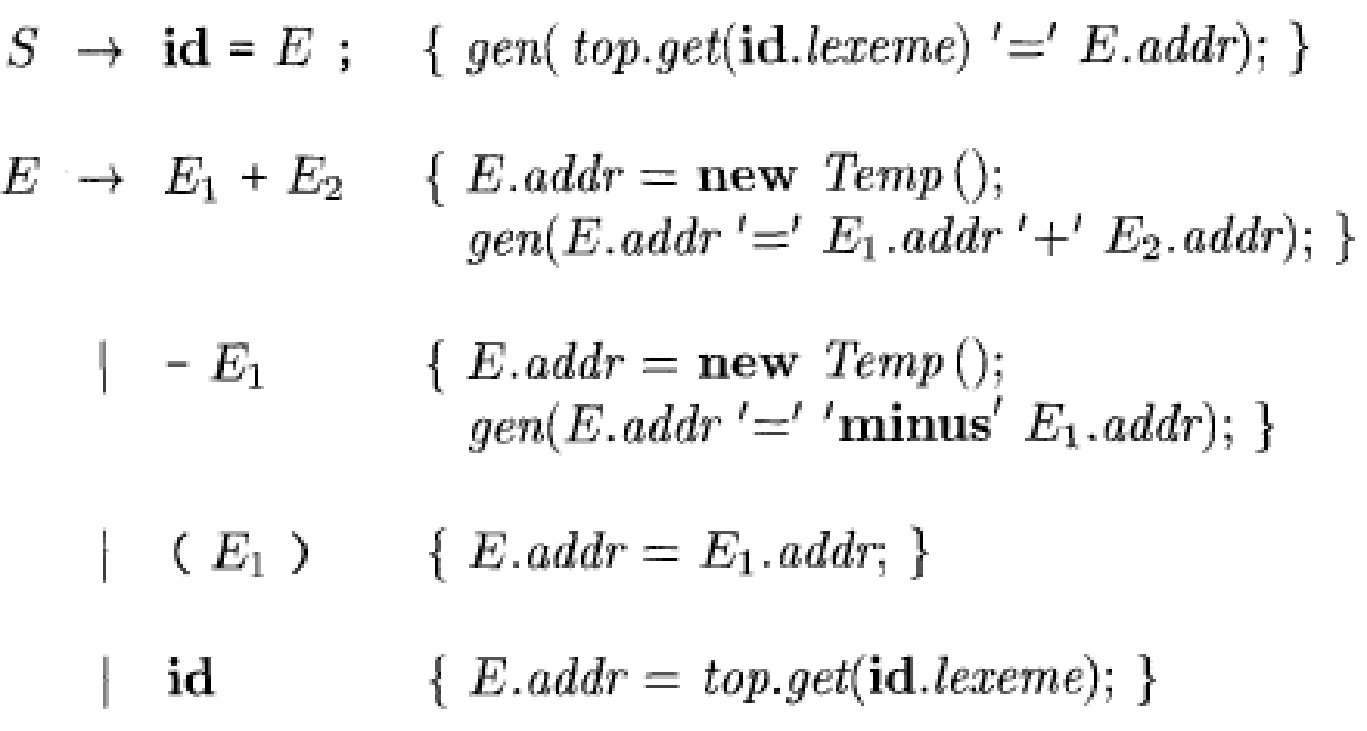 S → id = E ; { gen( top.get(id.lexeme) '=' E.addr); }
E → E₁ + E₂ { E.addr = new Temp();
gen(E.addr '=' E₁.addr '+' E₂.addr); }
| - E₁ { E.addr = new Temp();
gen(E.addr '=' 'minus' E₁.addr); }
| ( E₁ ) { E.addr = E₁.addr; }
| id { E.addr = top.get(id.lexeme); }